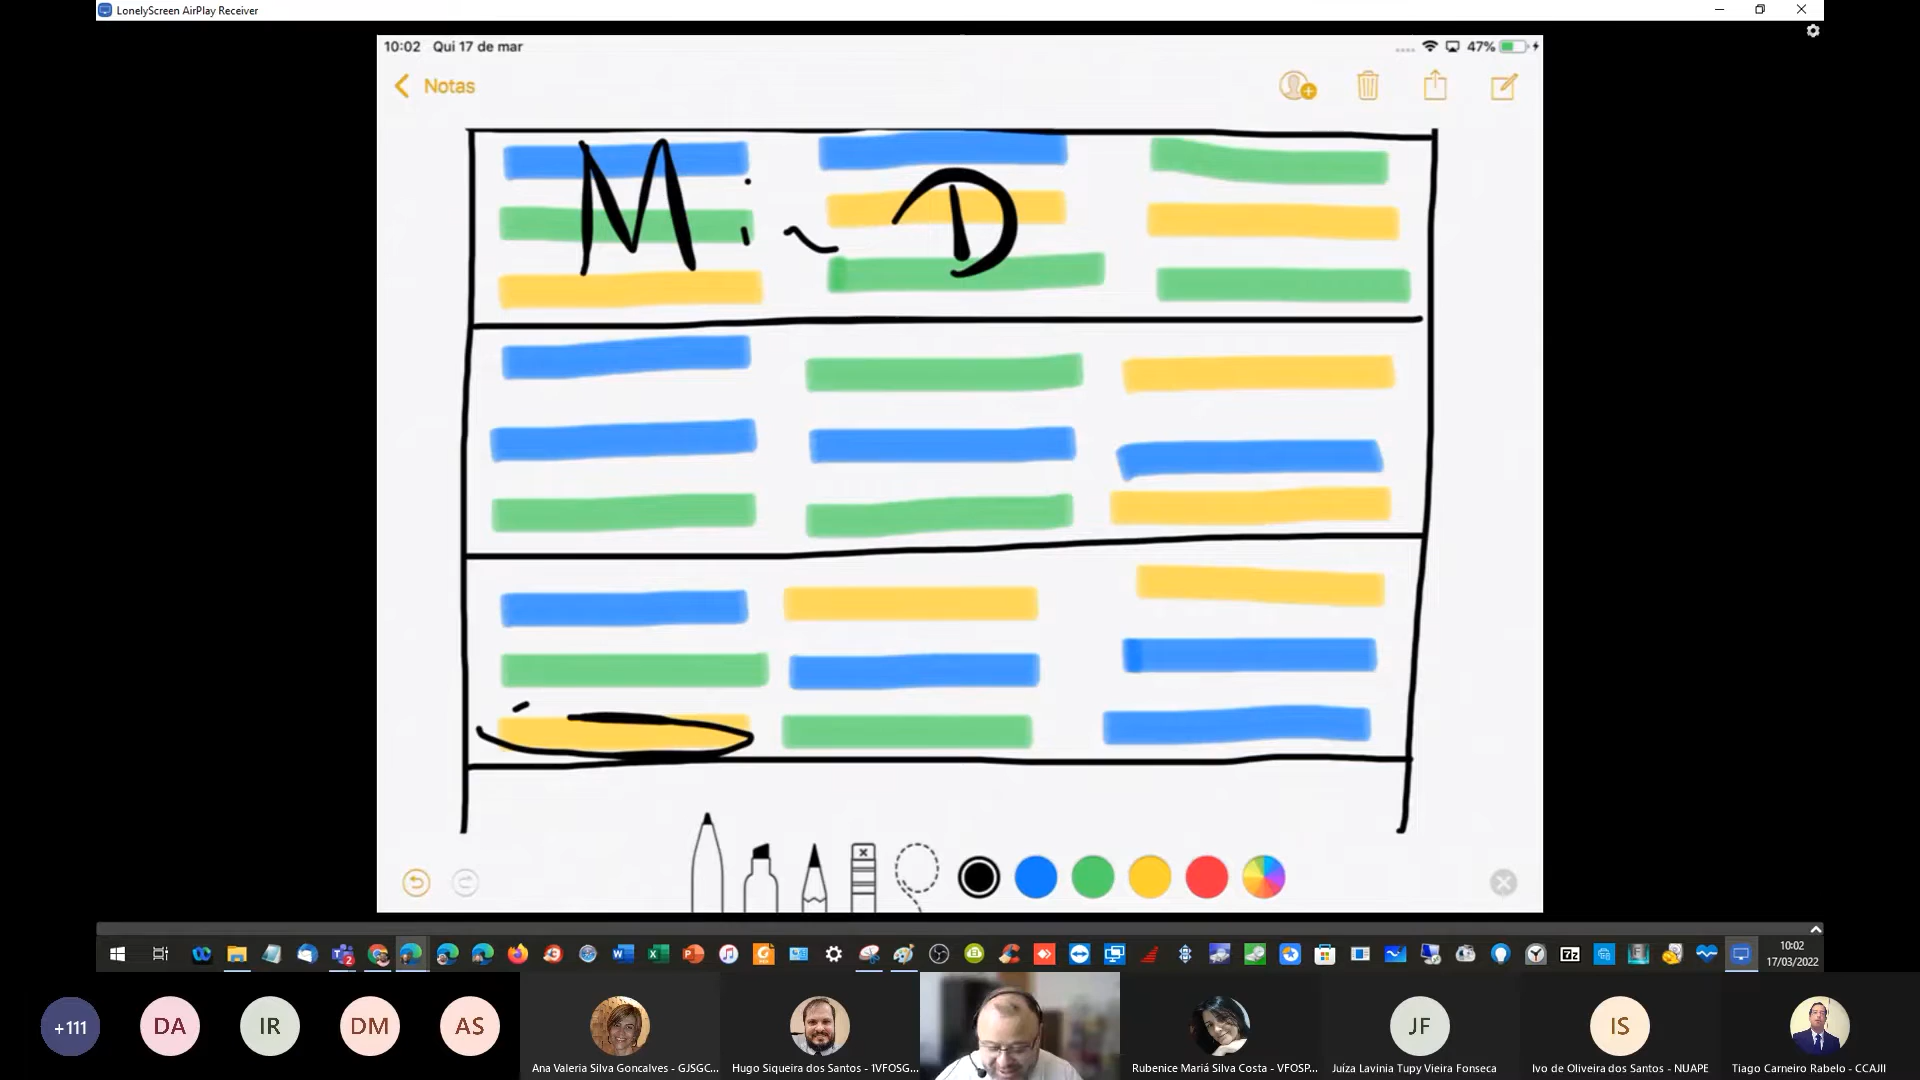 LonelyScreen AirPlay Receiver
10:02 Qui 17 de mar
47%
Notas
Mi ~ D
10:02
17/03/2022
+111
DA
IR
DM
AS
Ana Valeria Silva Goncalves - GJSGC...
Hugo Siqueira dos Santos - 1VFOSG...
Rubenice Mariá Silva Costa - VFOSP...
JF
Juíza Lavinia Tupy Vieira Fonseca
IS
Ivo de Oliveira dos Santos - NUAPE
Tiago Carneiro Rabelo - CCAJII